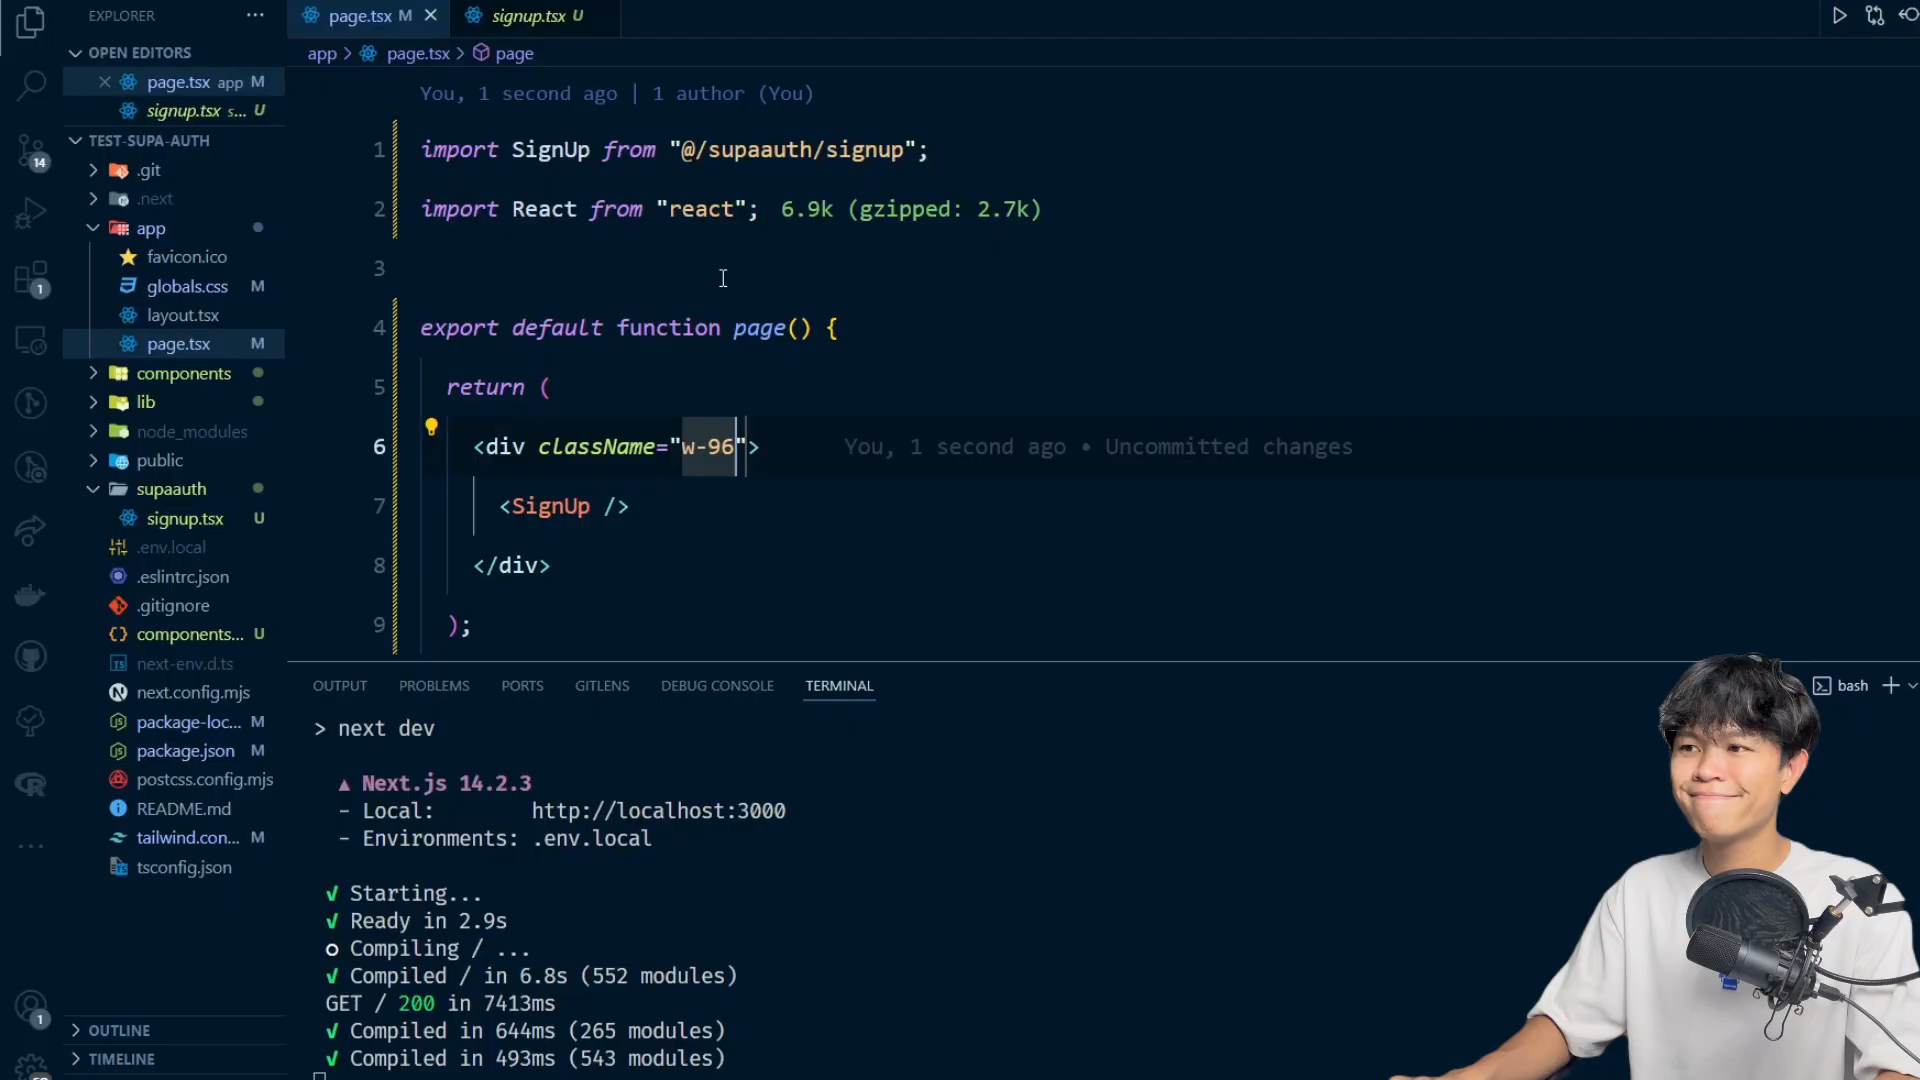 EXPLORER
OPEN EDITORS
page.tsx app M
signup.tsx s... U
TEST-SUPA-AUTH
.git
.next
app
favicon.ico
globals.css M
layout.tsx
page.tsx M
components
lib
node_modules
public
supaauth
signup.tsx U
.env.local
.eslintrc.json
.gitignore
components... U
next-env.d.ts
next.config.mjs
package-loc... M
package.json M
postcss.config.mjs
README.md
tailwind.con... M
tsconfig.json
OUTLINE
TIMELINE
14
1
1
page.tsx M
signup.tsx U
app > page.tsx > page
You, 1 second ago | 1 author (You)
1 import SignUp from "@/supaauth/signup";
2 import React from "react"; 6.9k (gzipped: 2.7k)
3
4 export default function page() {
5 return (
6 <div className="w-96"> You, 1 second ago • Uncommitted changes
7 <SignUp />
8 </div>
9 );
OUTPUT PROBLEMS PORTS GITLENS DEBUG CONSOLE TERMINAL
bash
> next dev
▲ Next.js 14.2.3
- Local: http://localhost:3000
- Environments: .env.local
√ Starting...
√ Ready in 2.9s
○ Compiling / ...
√ Compiled / in 6.8s (552 modules)
GET / 200 in 7413ms
√ Compiled in 644ms (265 modules)
√ Compiled in 493ms (543 modules)